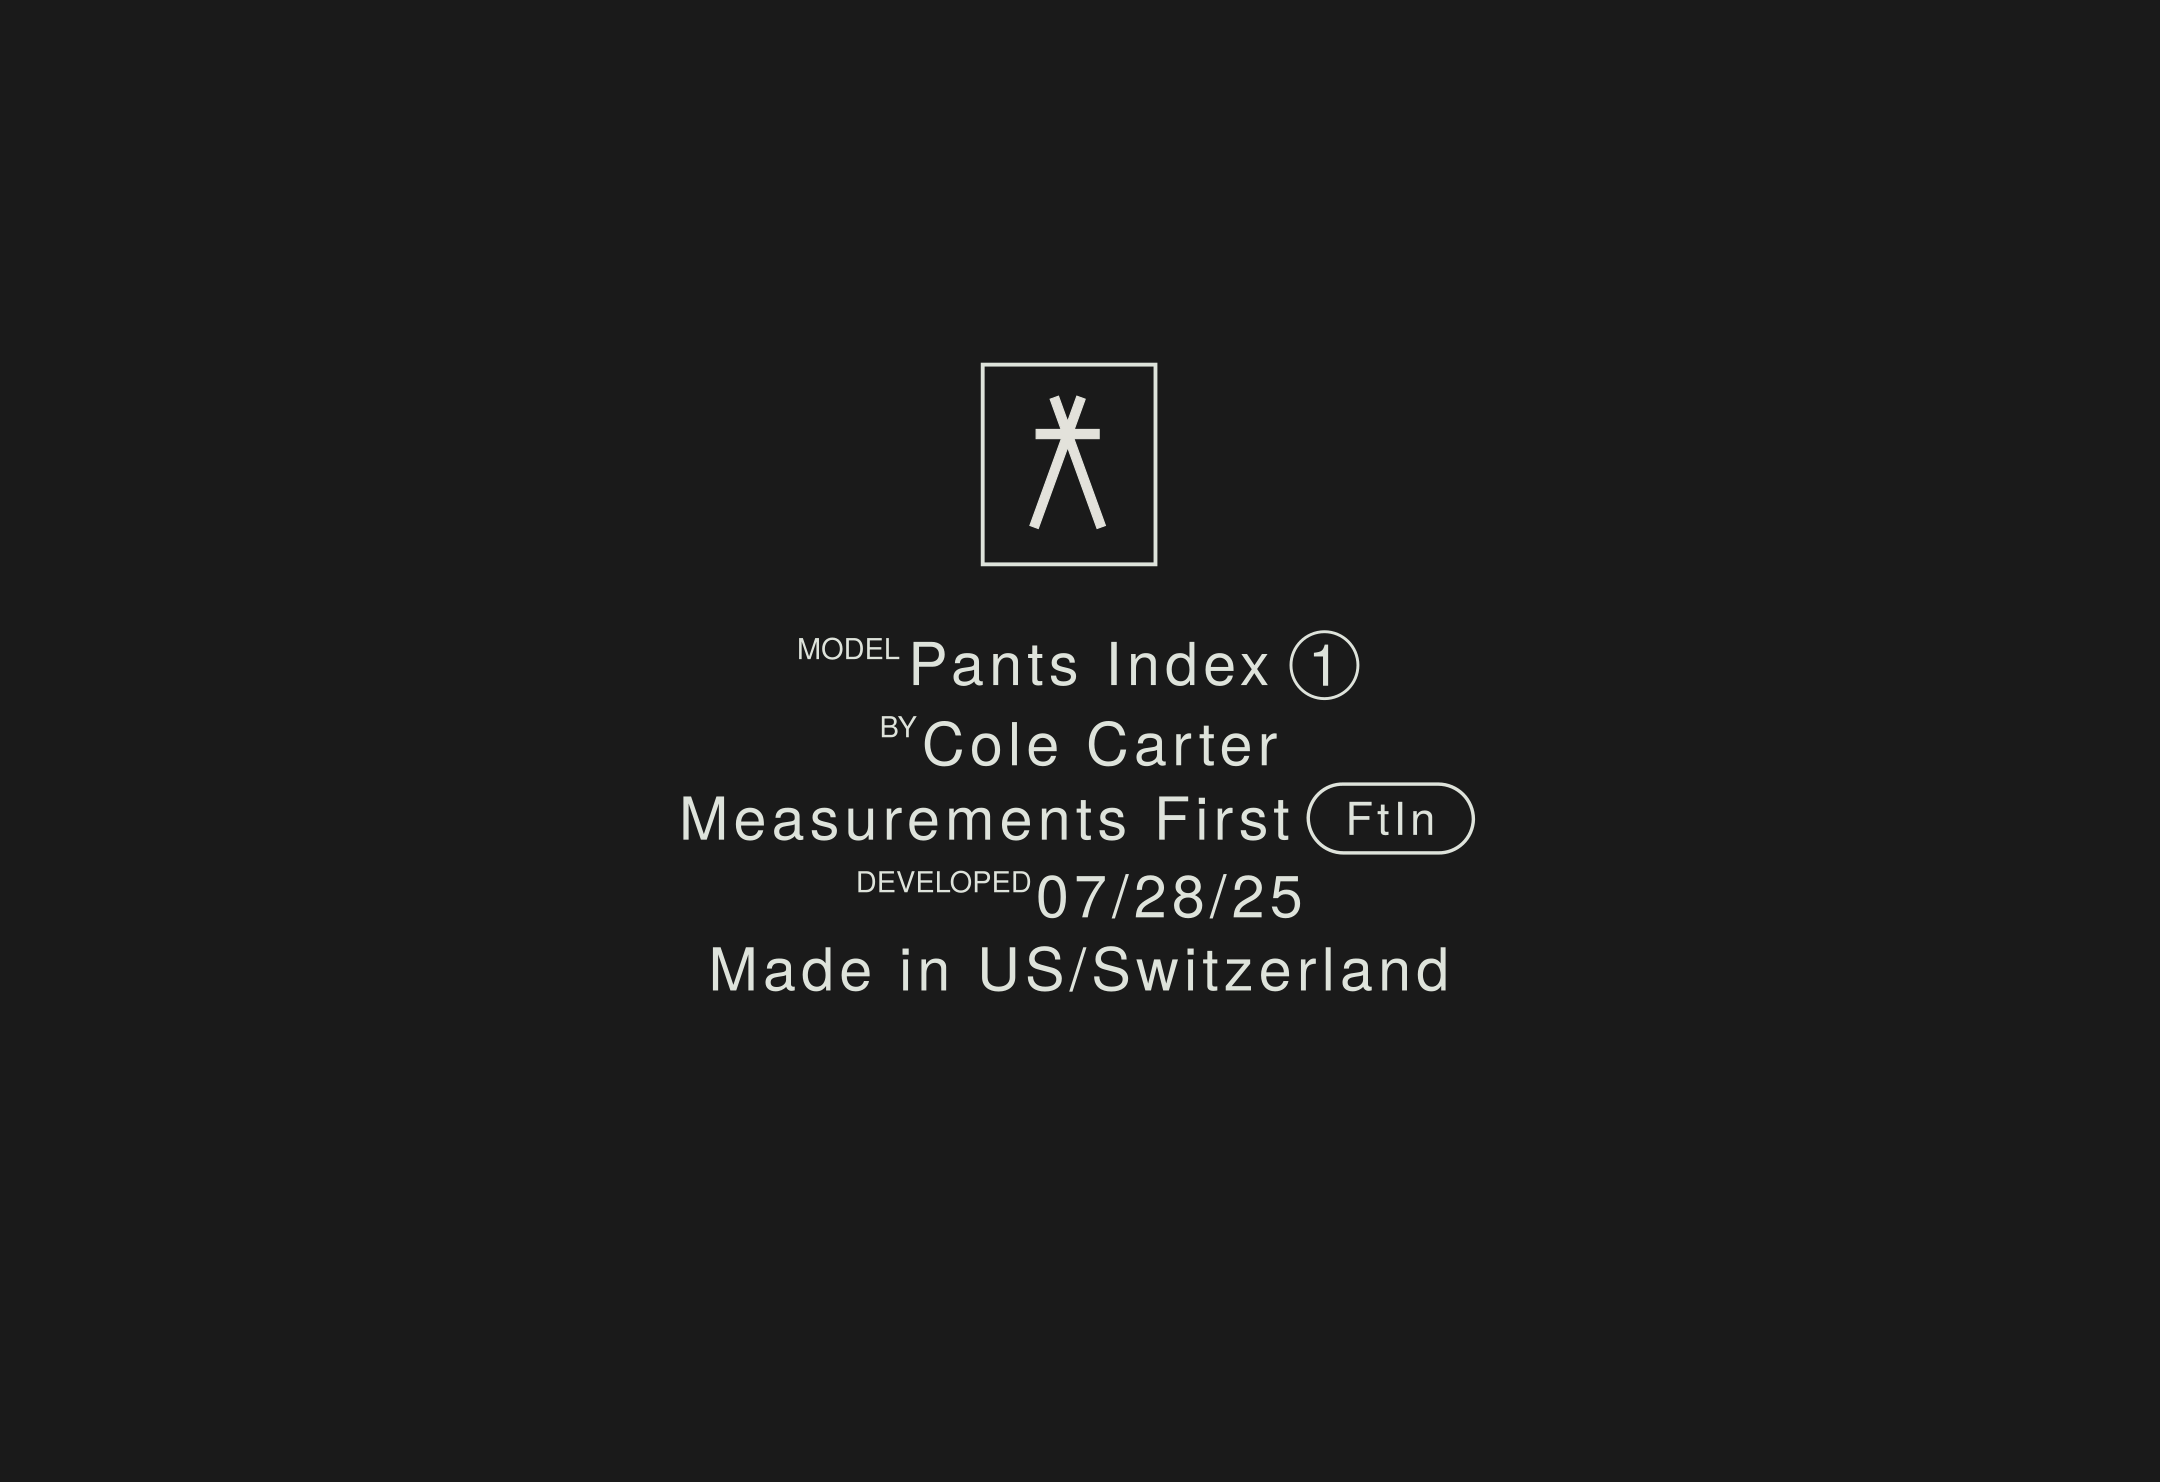 MODEL Pants Index 1
BY Cole Carter
Measurements First FtIn
DEVELOPED 07/28/25
Made in US/Switzerland